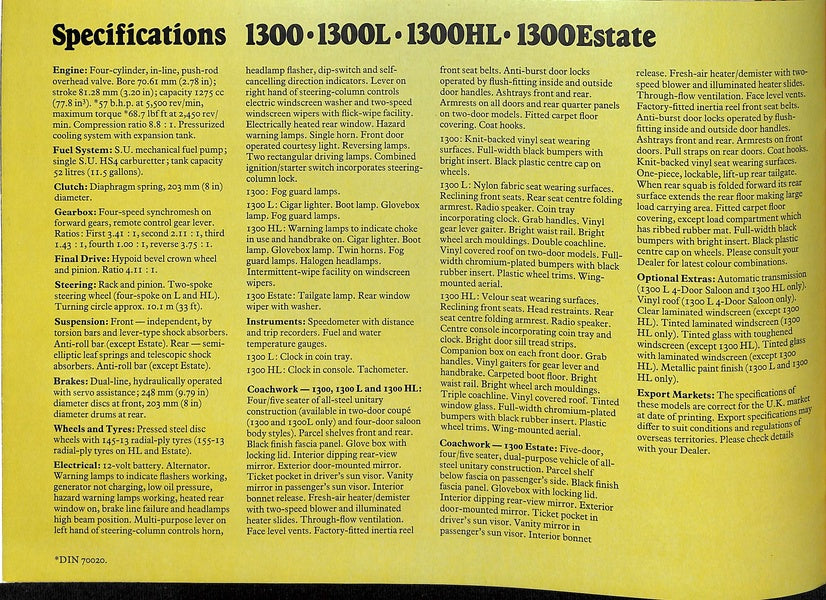 Specifications 1300·1300L·1300HL·1300Estate
Engine: Four-cylinder, in-line, push-rod
overhead valve. Bore 70.61 mm (2.78 in);
stroke 81.28 mm (3.20 in); capacity 1275 cc
(77.8 in³). *57 b.h.p. at 5,500 rev/min,
maximum torque *68.7 lbf ft at 2,450 rev/
min. Compression ratio 8.8 : 1. Pressurized
cooling system with expansion tank.
Fuel System: S.U. mechanical fuel pump;
single S.U. HS4 carburetter; tank capacity
52 litres (11.5 gallons).
Clutch: Diaphragm spring, 203 mm (8 in)
diameter.
Gearbox: Four-speed synchromesh on
forward gears, remote control gear lever.
Ratios: First 3.41 : 1, second 2.11 : 1, third
1.43 : 1, fourth 1.00 : 1, reverse 3.75 : 1.
Final Drive: Hypoid bevel crown wheel
and pinion. Ratio 4.11 : 1.
Steering: Rack and pinion. Two-spoke
steering wheel (four-spoke on L and HL).
Turning circle approx. 10.1 m (33 ft).
Suspension: Front — independent, by
torsion bars and lever-type shock absorbers.
Anti-roll bar (except Estate). Rear — semi-
elliptic leaf springs and telescopic shock
absorbers. Anti-roll bar (except Estate).
Brakes: Dual-line, hydraulically operated
with servo assistance; 248 mm (9.79 in)
diameter discs at front, 203 mm (8 in)
diameter drums at rear.
Wheels and Tyres: Pressed steel disc
wheels with 145-13 radial-ply tyres (155-13
radial-ply tyres on HL and Estate).
Electrical: 12-volt battery. Alternator.
Warning lamps to indicate flashers working,
generator not charging, low oil pressure,
hazard warning lamps working, heated rear
window on, brake line failure and headlamps
high beam position. Multi-purpose lever on
left hand of steering-column controls horn,
*DIN 70020.
headlamp flasher, dip-switch and self-
cancelling direction indicators. Lever on
right hand of steering-column controls
electric windscreen washer and two-speed
windscreen wipers with flick-wipe facility.
Electrically heated rear window. Hazard
warning lamps. Single horn. Front door
operated courtesy light. Reversing lamps.
Two rectangular driving lamps. Combined
ignition/starter switch incorporates steering-
column lock.
1300: Fog guard lamps.
1300 L: Cigar lighter. Boot lamp. Glovebox
lamp. Fog guard lamps.
1300 HL: Warning lamps to indicate choke
in use and handbrake on. Cigar lighter. Boot
lamp. Glovebox lamp. Twin horns. Fog
guard lamps. Halogen headlamps.
Intermittent-wipe facility on windscreen
wipers.
1300 Estate: Tailgate lamp. Rear window
wiper with washer.
Instruments: Speedometer with distance
and trip recorders. Fuel and water
temperature gauges.
1300 L: Clock in coin tray.
1300 HL: Clock in console. Tachometer.
Coachwork — 1300, 1300 L and 1300 HL:
Four/five seater of all-steel unitary
construction (available in two-door coupé
(1300 and 1300L only) and four-door saloon
body styles). Parcel shelves front and rear.
Black finish fascia panel. Glove box with
locking lid. Interior dipping rear-view
mirror. Exterior door-mounted mirror.
Ticket pocket in driver's sun visor. Vanity
mirror in passenger's sun visor. Interior
bonnet release. Fresh-air heater/demister
with two-speed blower and illuminated
heater slides. Through-flow ventilation.
Face level vents. Factory-fitted inertia reel
front seat belts. Anti-burst door locks
operated by flush-fitting inside and outside
door handles. Ashtrays front and rear.
Armrests on all doors and rear quarter panels
on two-door models. Fitted carpet floor
covering. Coat hooks.
1300: Knit-backed vinyl seat wearing
surfaces. Full-width black bumpers with
bright insert. Black plastic centre cap on
wheels.
1300 L: Nylon fabric seat wearing surfaces.
Reclining front seats. Rear seat centre folding
armrest. Radio speaker. Coin tray
incorporating clock. Grab handles. Vinyl
gear lever gaiter. Bright waist rail. Bright
wheel arch mouldings. Double coachline.
Vinyl covered roof on two-door models. Full-
width chromium-plated bumpers with black
rubber insert. Plastic wheel trims. Wing-
mounted aerial.
1300 HL: Velour seat wearing surfaces.
Reclining front seats. Head restraints. Rear
seat centre folding armrest. Radio speaker.
Centre console incorporating coin tray and
clock. Bright door sill tread strips.
Companion box on each front door. Grab
handles. Vinyl gaiters for gear lever and
handbrake. Carpeted boot floor. Bright
waist rail. Bright wheel arch mouldings.
Triple coachline. Vinyl covered roof. Tinted
window glass. Full-width chromium-plated
bumpers with black rubber insert. Plastic
wheel trims. Wing-mounted aerial.
Coachwork — 1300 Estate: Five-door,
four/five seater, dual-purpose vehicle of all-
steel unitary construction. Parcel shelf
below fascia on passenger's side. Black finish
fascia panel. Glovebox with locking lid.
Interior dipping rear-view mirror. Exterior
door-mounted mirror. Ticket pocket in
driver's sun visor. Vanity mirror in
passenger's sun visor. Interior bonnet
release. Fresh-air heater/demister with two-
speed blower and illuminated heater slides.
Through-flow ventilation. Face level vents.
Factory-fitted inertia reel front seat belts.
Anti-burst door locks operated by flush-
fitting inside and outside door handles.
Ashtrays front and rear. Armrests on front
doors. Pull straps on rear doors. Coat hooks.
Knit-backed vinyl seat wearing surfaces.
One-piece, lockable, lift-up rear tailgate.
When rear squab is folded forward its rear
surface extends the rear floor making large
load carrying area. Fitted carpet floor
covering, except load compartment which
has ribbed rubber mat. Full-width black
bumpers with bright insert. Black plastic
centre cap on wheels. Please consult your
Dealer for latest colour combinations.
Optional Extras: Automatic transmission
(1300 L 4-Door Saloon and 1300 HL only).
Vinyl roof (1300 L 4-Door Saloon only).
Clear laminated windscreen (except 1300
HL). Tinted laminated windscreen (1300
HL only). Tinted glass with toughened
windscreen (except 1300 HL). Tinted glass
with laminated windscreen (except 1300
HL). Metallic paint finish (1300 L and 1300
HL only).
Export Markets: The specifications of
these models are correct for the U.K. market
at date of printing. Export specifications may
differ to suit conditions and regulations of
overseas territories. Please check details
with your Dealer.